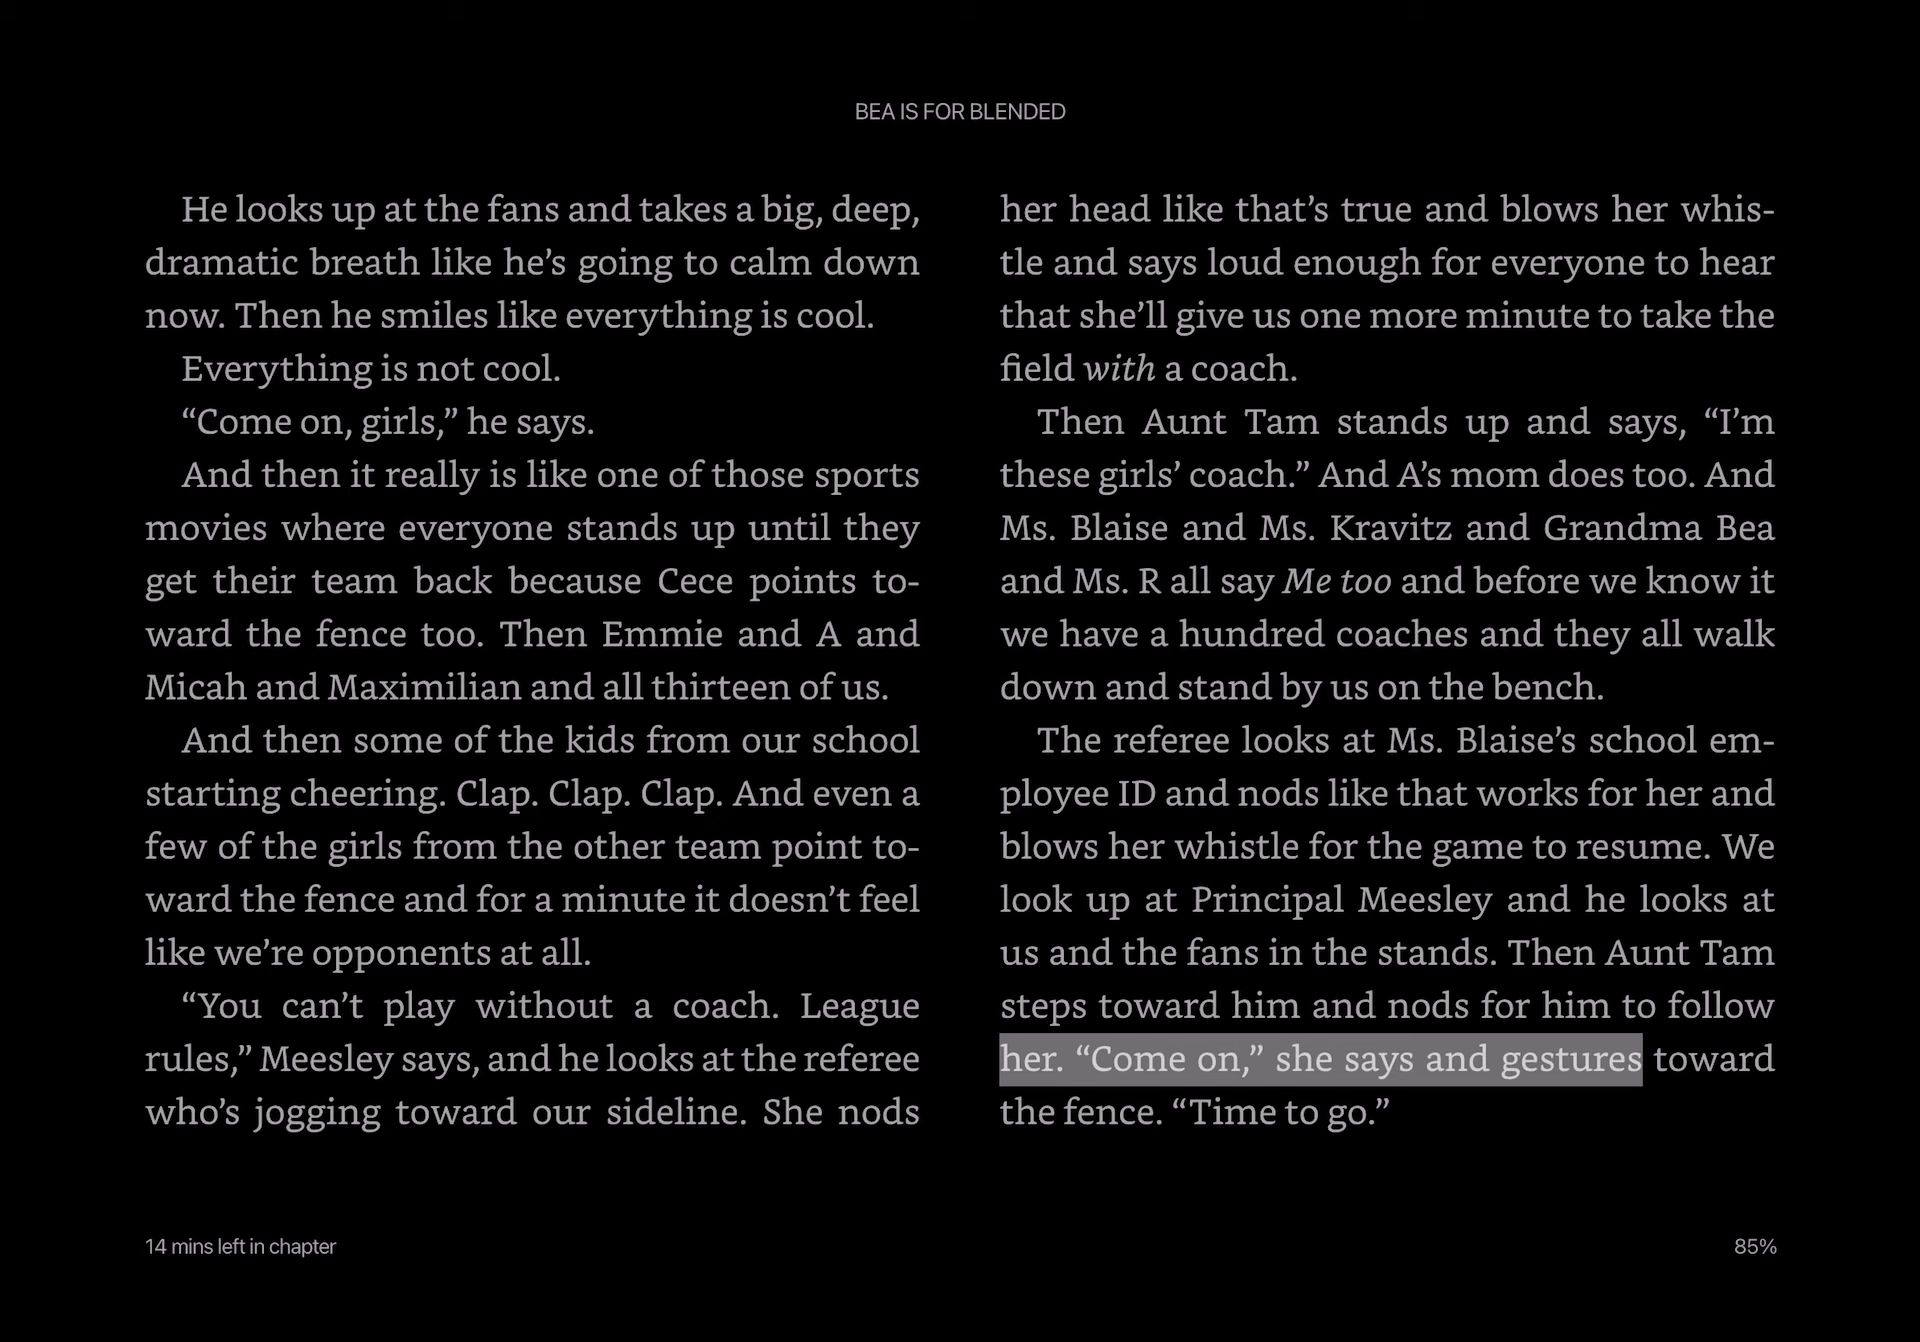 BEA IS FOR BLENDED
He looks up at the fans and takes a big, deep,
dramatic breath like he’s going to calm down
now. Then he smiles like everything is cool.
Everything is not cool.
“Come on, girls,” he says.
And then it really is like one of those sports
movies where everyone stands up until they
get their team back because Cece points to-
ward the fence too. Then Emmie and A and
Micah and Maximilian and all thirteen of us.
And then some of the kids from our school
starting cheering. Clap. Clap. Clap. And even a
few of the girls from the other team point to-
ward the fence and for a minute it doesn’t feel
like we’re opponents at all.
“You can’t play without a coach. League
rules,” Meesley says, and he looks at the referee
who’s jogging toward our sideline. She nods
her head like that’s true and blows her whis-
tle and says loud enough for everyone to hear
that she’ll give us one more minute to take the
field with a coach.
Then Aunt Tam stands up and says, “I’m
these girls’ coach.” And A’s mom does too. And
Ms. Blaise and Ms. Kravitz and Grandma Bea
and Ms. R all say Me too and before we know it
we have a hundred coaches and they all walk
down and stand by us on the bench.
The referee looks at Ms. Blaise’s school em-
ployee ID and nods like that works for her and
blows her whistle for the game to resume. We
look up at Principal Meesley and he looks at
us and the fans in the stands. Then Aunt Tam
steps toward him and nods for him to follow
her. “Come on,” she says and gestures toward
the fence. “Time to go.”
14 mins left in chapter
85%